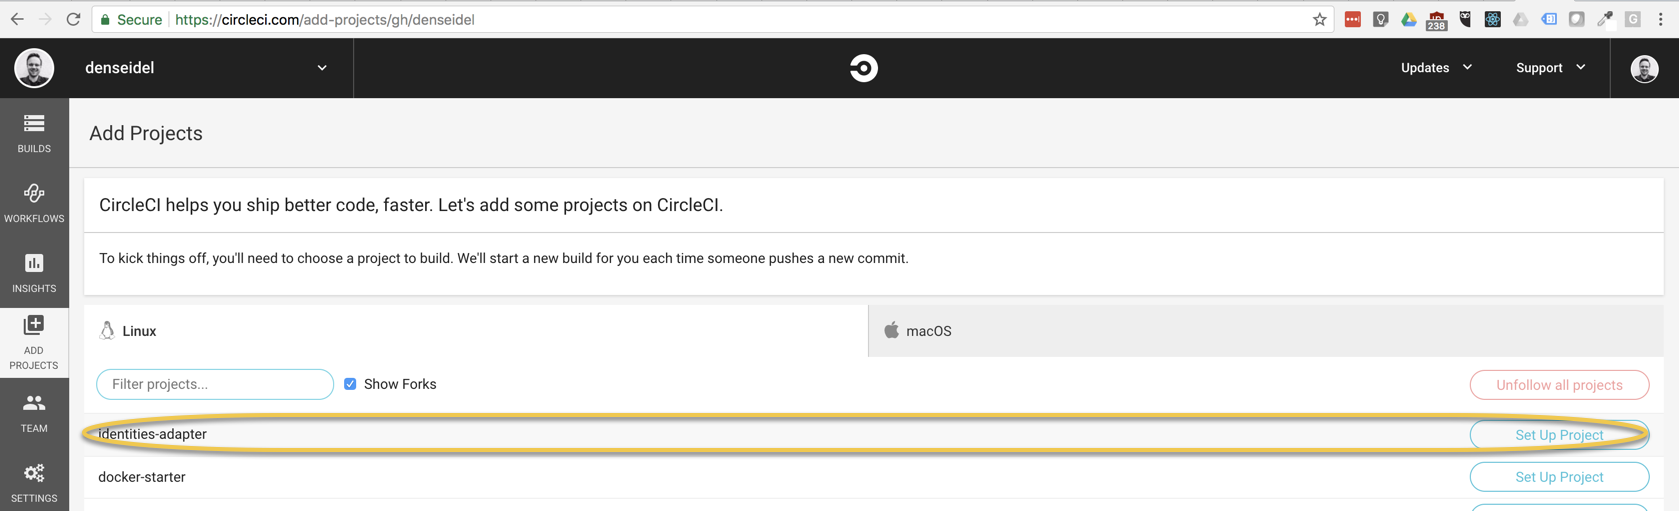 Secure https://circleci.com/add-projects/gh/denseidel
238
G
denseidel
Updates
Support
BUILDS
WORKFLOWS
INSIGHTS
ADD PROJECTS
TEAM
SETTINGS
Add Projects
CircleCI helps you ship better code, faster. Let's add some projects on CircleCI.
To kick things off, you'll need to choose a project to build. We'll start a new build for you each time someone pushes a new commit.
Linux
macOS
Filter projects...
Show Forks
Unfollow all projects
identities-adapter
Set Up Project
docker-starter
Set Up Project